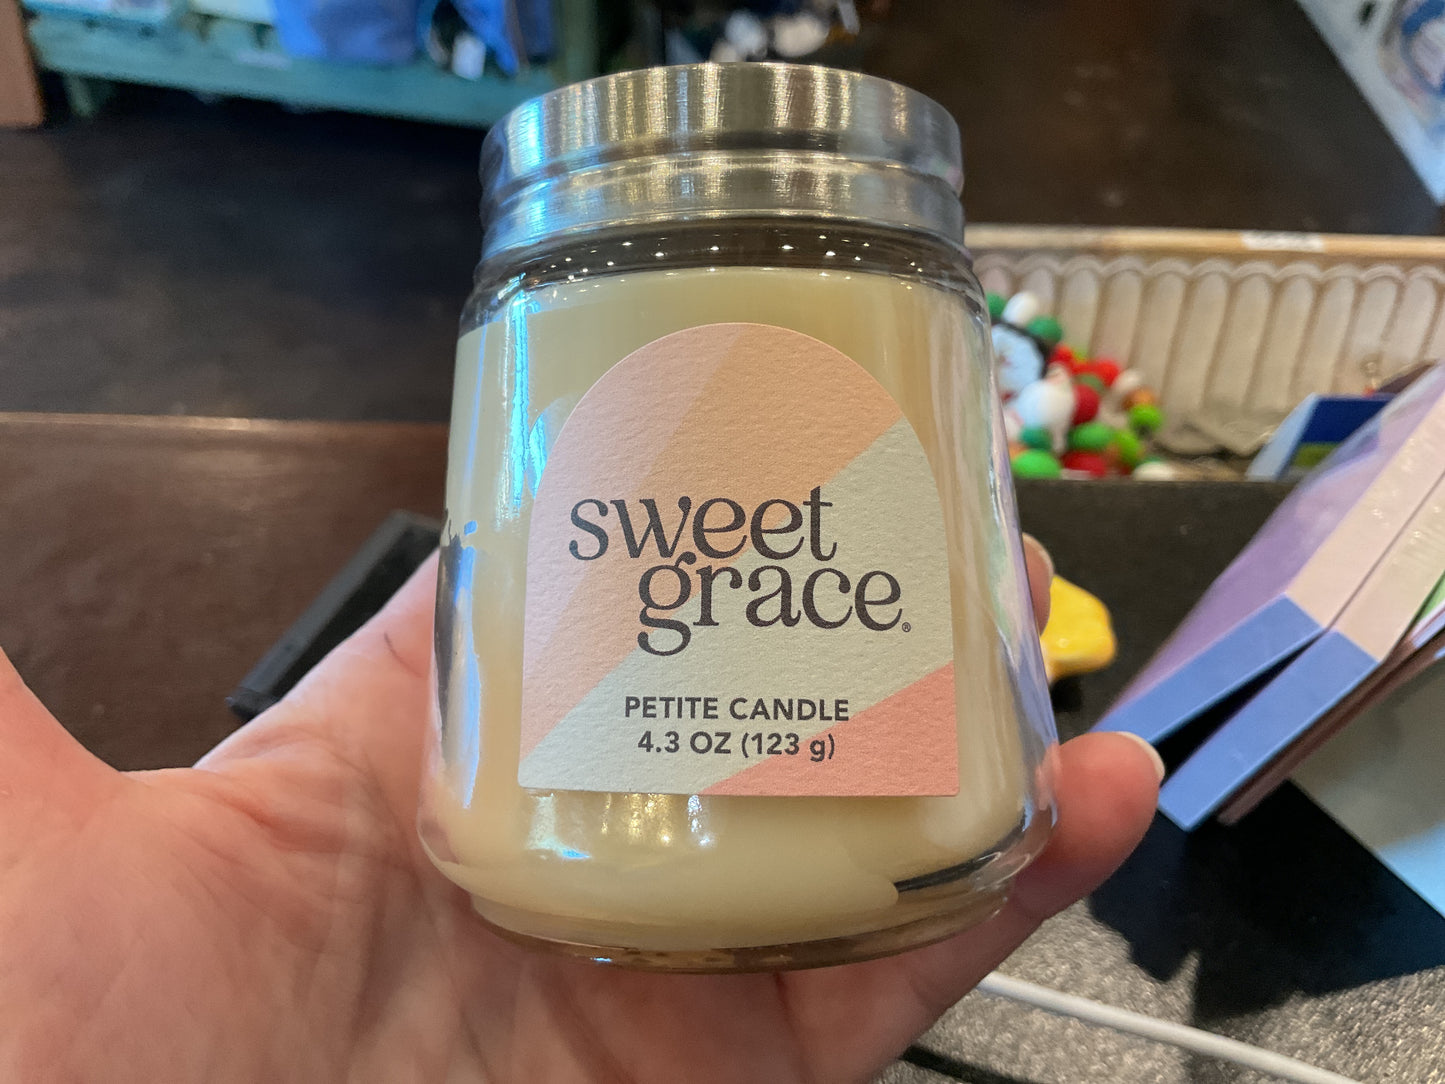 sweet
grace®
PETITE CANDLE
4.3 OZ (123 g)